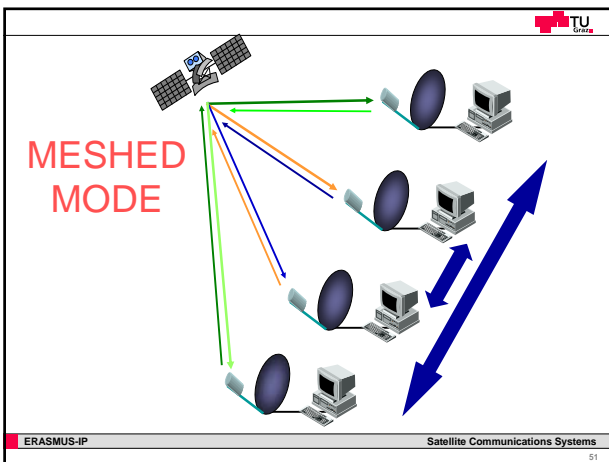 TU
Graz
MESHED
MODE
ERASMUS-IP
Satellite Communications Systems
51